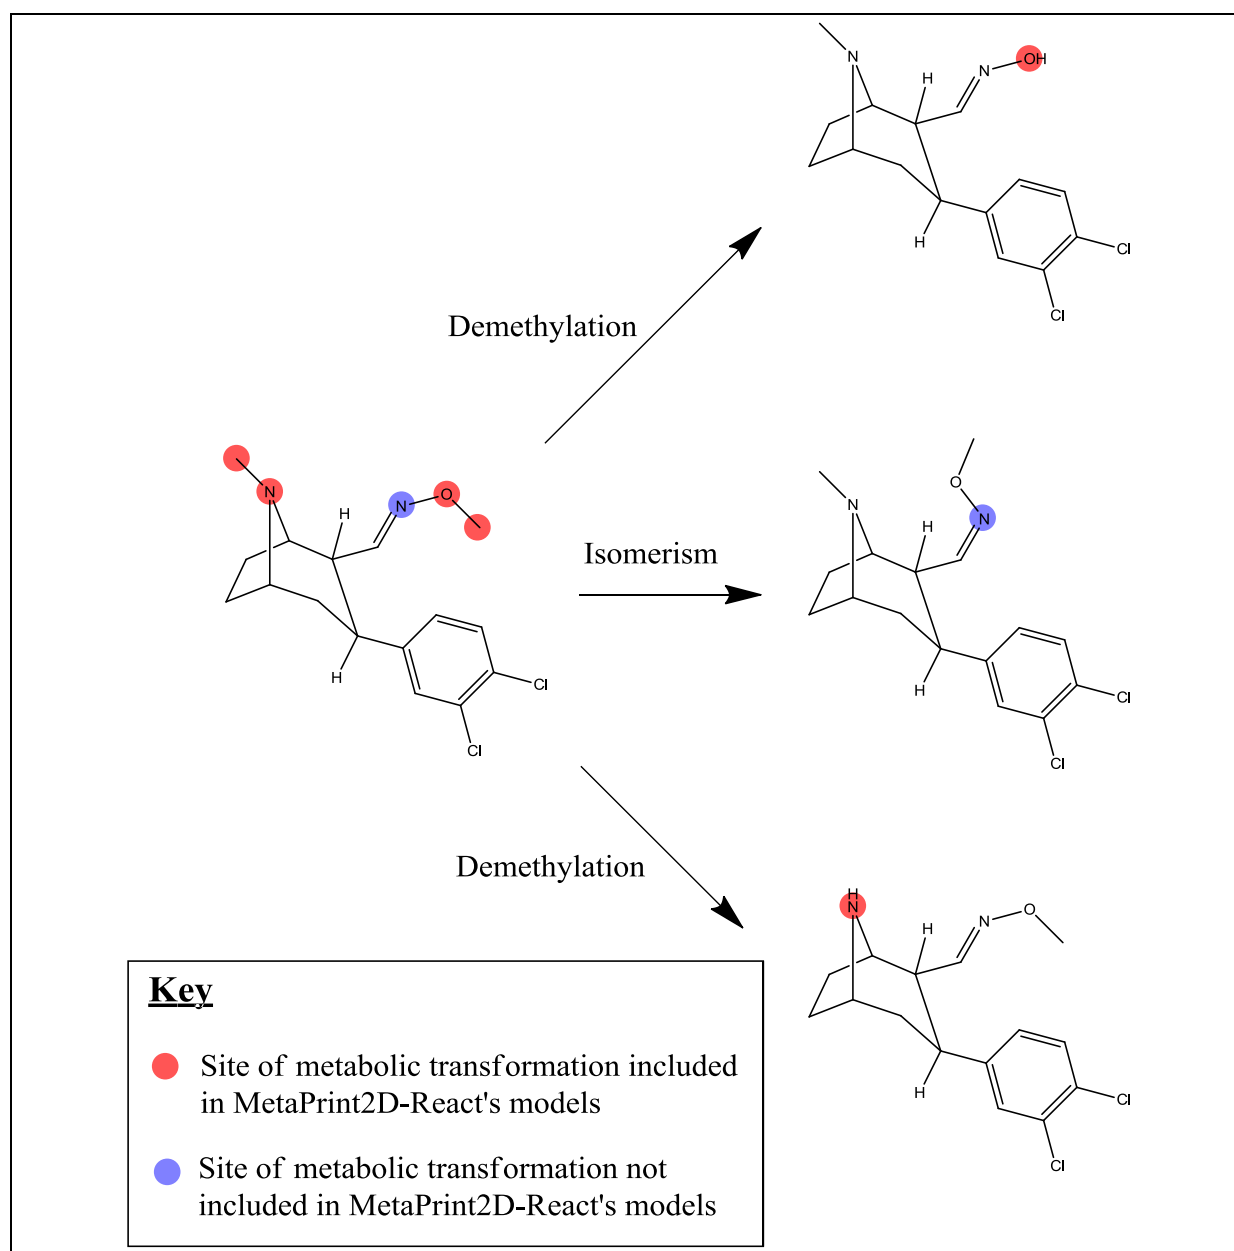 N
H
N
OH
H
Cl
Cl
Demethylation
N
H
N
O
H
Cl
Cl
Isomerism
O
N
H
N
H
Cl
Cl
Demethylation
H
N
H
N
O
H
Cl
Cl
Key
Site of metabolic transformation included
in MetaPrint2D-React's models
Site of metabolic transformation not
included in MetaPrint2D-React's models